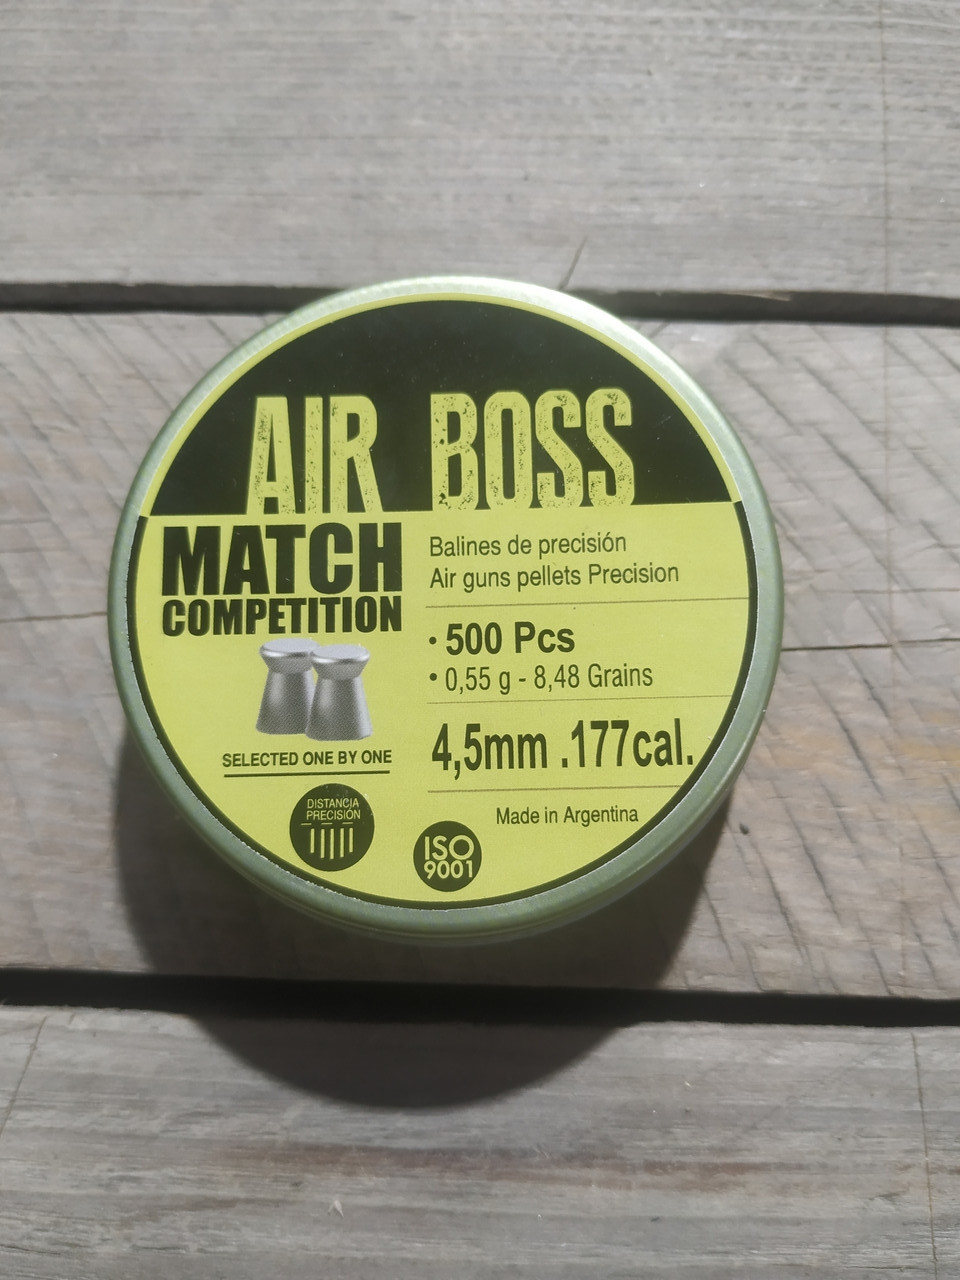 AIR BOSS
MATCH
COMPETITION
SELECTED ONE BY ONE
DISTANCIA
PRECISIÓN
Balines de precisión
Air guns pellets Precision
• 500 Pcs
• 0,55 g - 8,48 Grains
4,5mm .177cal.
Made in Argentina
ISO
9001